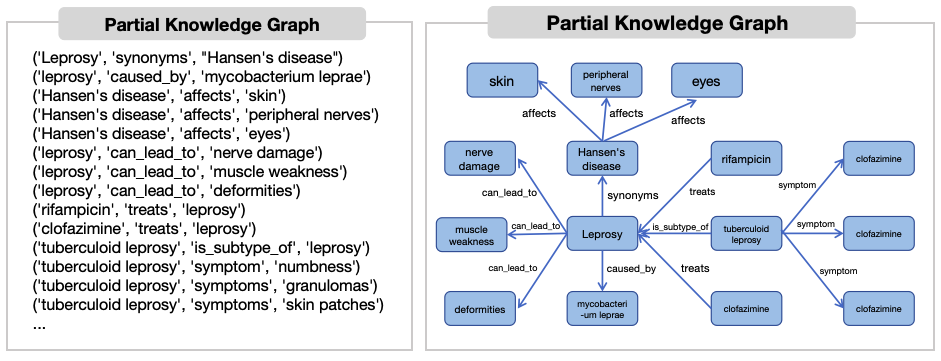 Partial Knowledge Graph
('Leprosy', 'synonyms', "Hansen's disease")
('leprosy', 'caused_by', 'mycobacterium leprae')
('Hansen's disease', 'affects', 'skin')
('Hansen's disease', 'affects', 'peripheral nerves')
('Hansen's disease', 'affects', 'eyes')
('leprosy', 'can_lead_to', 'nerve damage')
('leprosy', 'can_lead_to', 'muscle weakness')
('leprosy', 'can_lead_to', 'deformities')
('rifampicin', 'treats', 'leprosy')
('clofazimine', 'treats', 'leprosy')
('tuberculoid leprosy', 'is_subtype_of', 'leprosy')
('tuberculoid leprosy', 'symptom', 'numbness')
('tuberculoid leprosy', 'symptoms', 'granulomas')
('tuberculoid leprosy', 'symptoms', 'skin patches')
...
Partial Knowledge Graph
skin
peripheral
nerves
eyes
affects
affects
affects
nerve
damage
Hansen's
disease
rifampicin
clofazimine
can_lead_to
synonyms
treats
symptom
muscle
weakness
can_lead_to
Leprosy
is_subtype_of
tuberculoid
leprosy
symptom
clofazimine
can_lead_to
caused_by
treats
symptom
deformities
mycobacteri
-um leprae
clofazimine
clofazimine